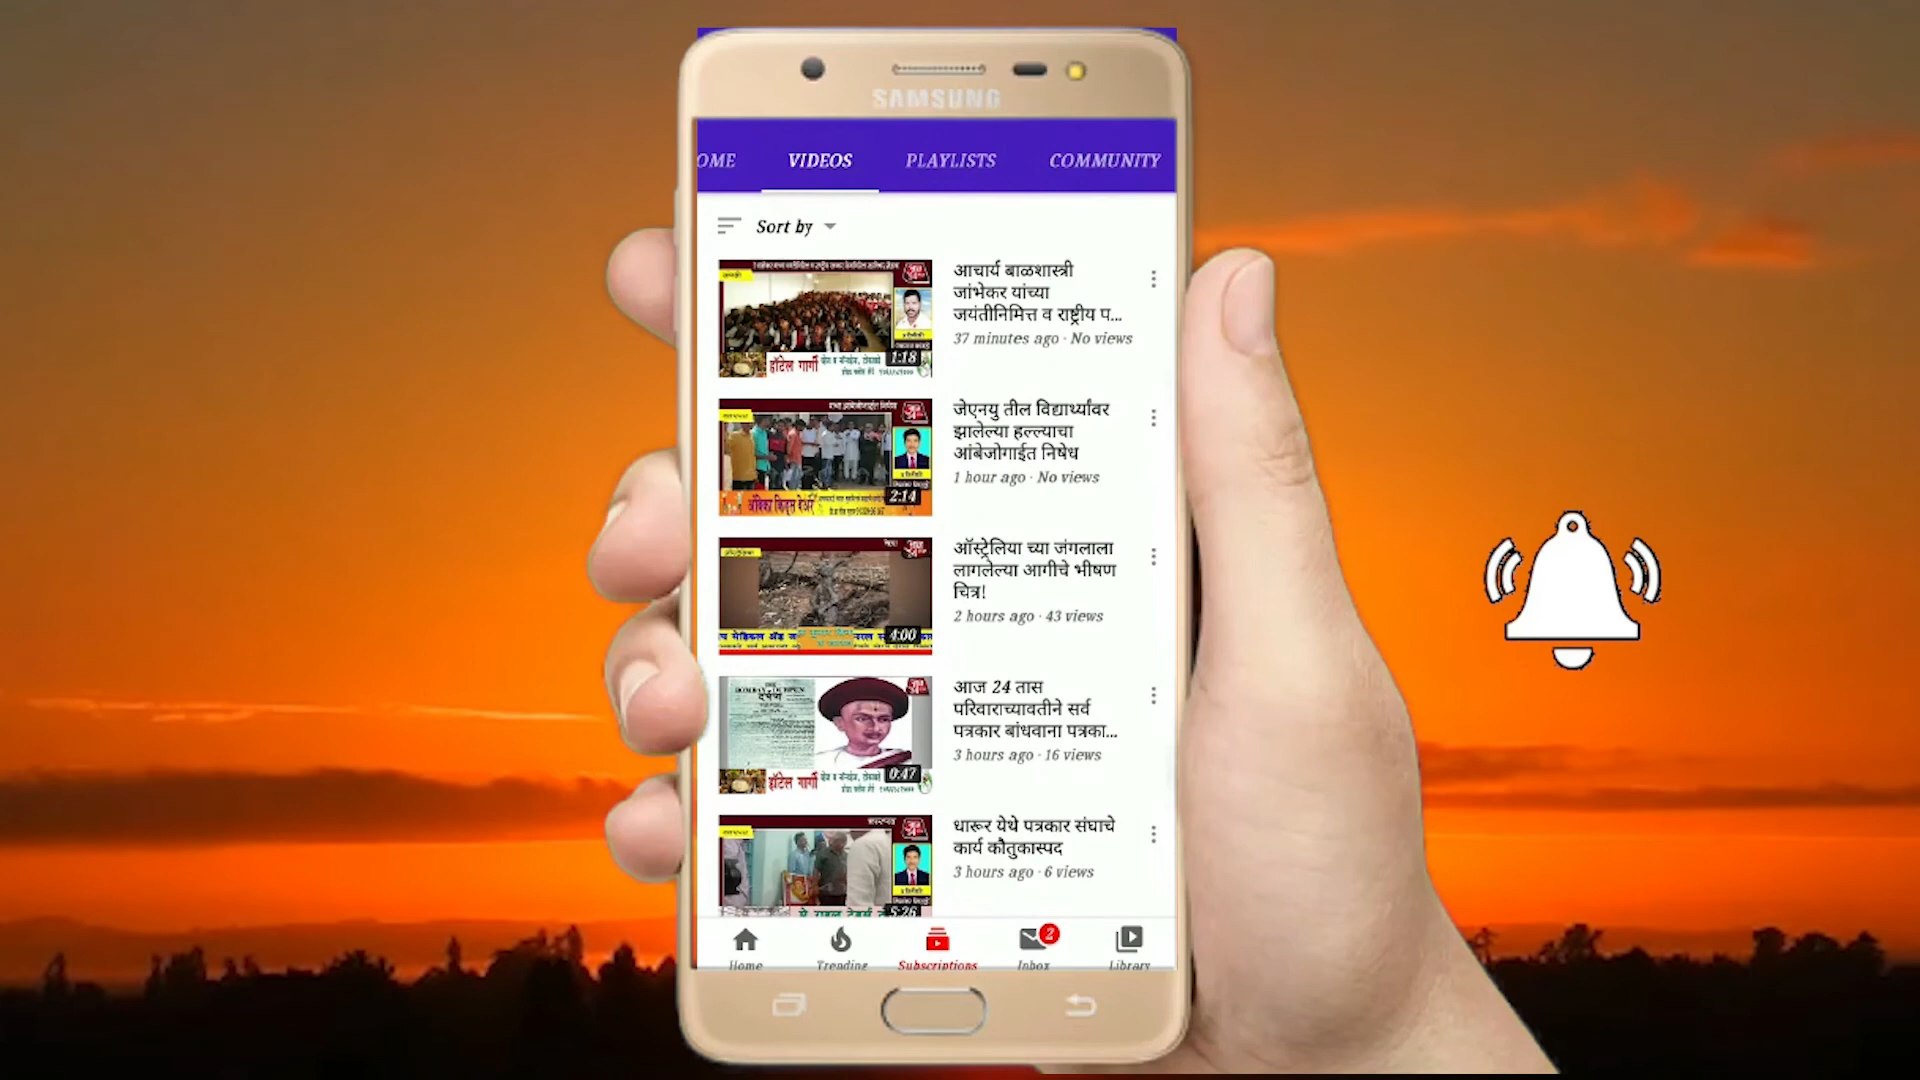 SAMSUNG
OME VIDEOS PLAYLISTS COMMUNITY
Sort by
आचार्य बाळशास्त्री
जांभेकर यांच्या
जयंतीनिमित्त व राष्ट्रीय प...
37 minutes ago · No views
हॉटेल गार्गी
1:18
जेएनयु तील विद्यार्थ्यांवर
झालेल्या हल्ल्याचा
आंबेजोगाईत निषेध
1 hour ago · No views
अंबिका किड्स वेअर
2:14
ऑस्ट्रेलिया च्या जंगलाला
लागलेल्या आगीचे भीषण
चित्र!
2 hours ago · 43 views
4:00
आज 24 तास
परिवाराच्यावतीने सर्व
पत्रकार बांधवाना पत्रका...
3 hours ago · 16 views
दर्पण
हॉटेल गार्गी
0:47
धारूर येथे पत्रकार संघाचे
कार्य कौतुकास्पद
3 hours ago · 6 views
5:26
2
Home Trending Subscriptions Inbox Library